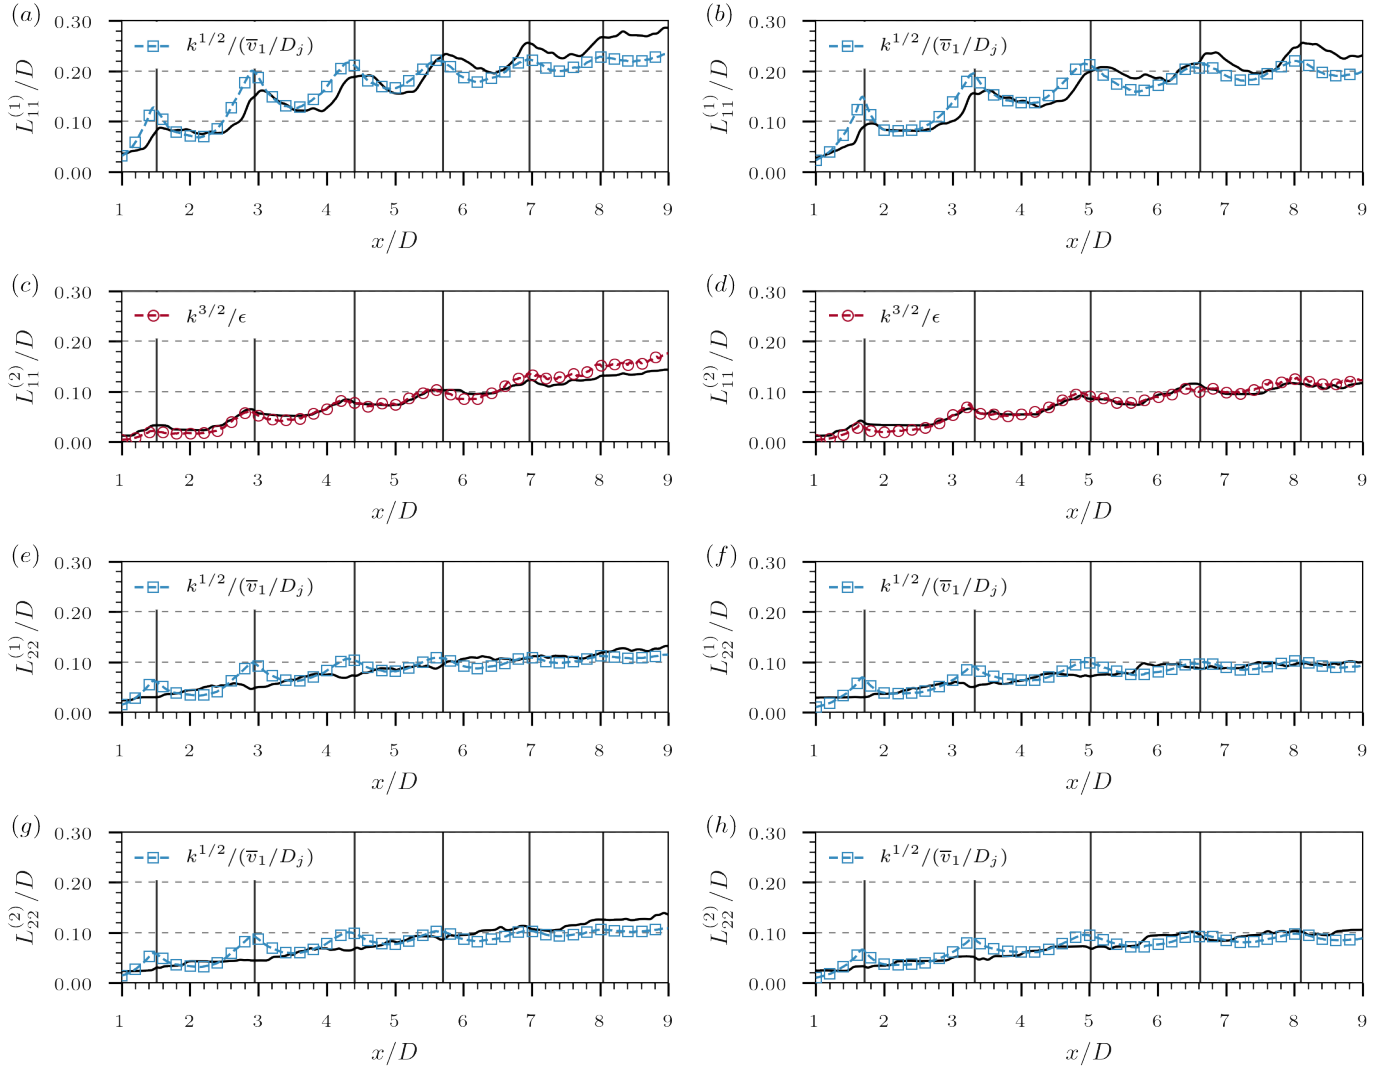 (a) 0.30 0.20 0.10 0.00 L_{11}^{(1)}/D k^{1/2}/(\overline{v}_1/D_j)
1 2 3 4 5 6 7 8 9
x/D
(b) 0.30 0.20 0.10 0.00 L_{11}^{(1)}/D k^{1/2}/(\overline{v}_1/D_j)
1 2 3 4 5 6 7 8 9
x/D
(c) 0.30 0.20 0.10 0.00 L_{11}^{(2)}/D k^{3/2}/ϵ
1 2 3 4 5 6 7 8 9
x/D
(d) 0.30 0.20 0.10 0.00 L_{11}^{(2)}/D k^{3/2}/ϵ
1 2 3 4 5 6 7 8 9
x/D
(e) 0.30 0.20 0.10 0.00 L_{22}^{(1)}/D k^{1/2}/(\overline{v}_1/D_j)
1 2 3 4 5 6 7 8 9
x/D
(f) 0.30 0.20 0.10 0.00 L_{22}^{(1)}/D k^{1/2}/(\overline{v}_1/D_j)
1 2 3 4 5 6 7 8 9
x/D
(g) 0.30 0.20 0.10 0.00 L_{22}^{(2)}/D k^{1/2}/(\overline{v}_1/D_j)
1 2 3 4 5 6 7 8 9
x/D
(h) 0.30 0.20 0.10 0.00 L_{22}^{(2)}/D k^{1/2}/(\overline{v}_1/D_j)
1 2 3 4 5 6 7 8 9
x/D